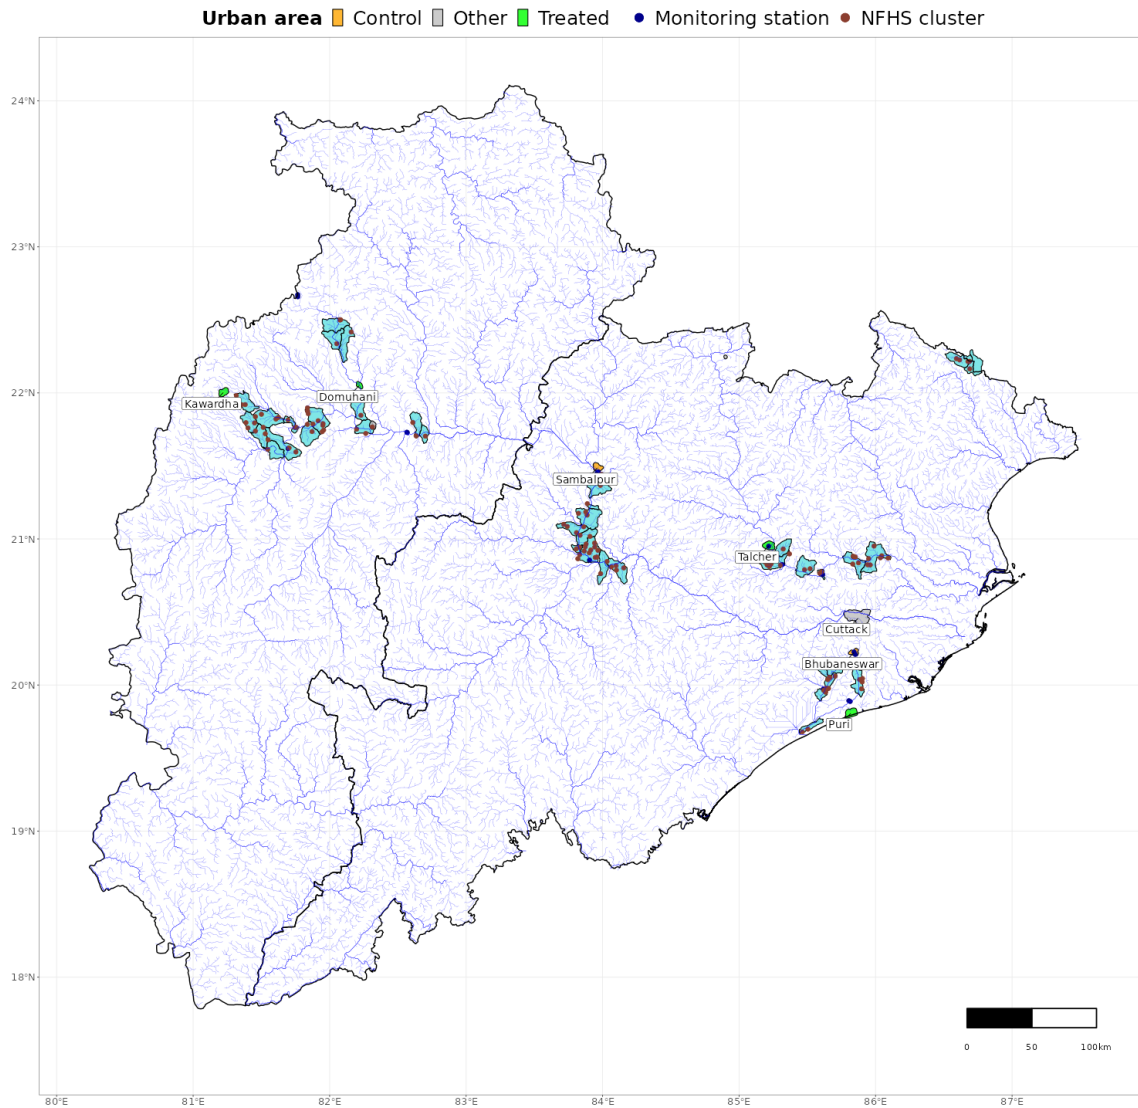 Urban area Control Other Treated Monitoring station NFHS cluster
24°N
23°N
22°N
21°N
20°N
19°N
18°N
Kawardha
Domuhani
Sambalpur
Talcher
Cuttack
Bhubaneswar
Puri
0 50 100km
80°E 81°E 82°E 83°E 84°E 85°E 86°E 87°E